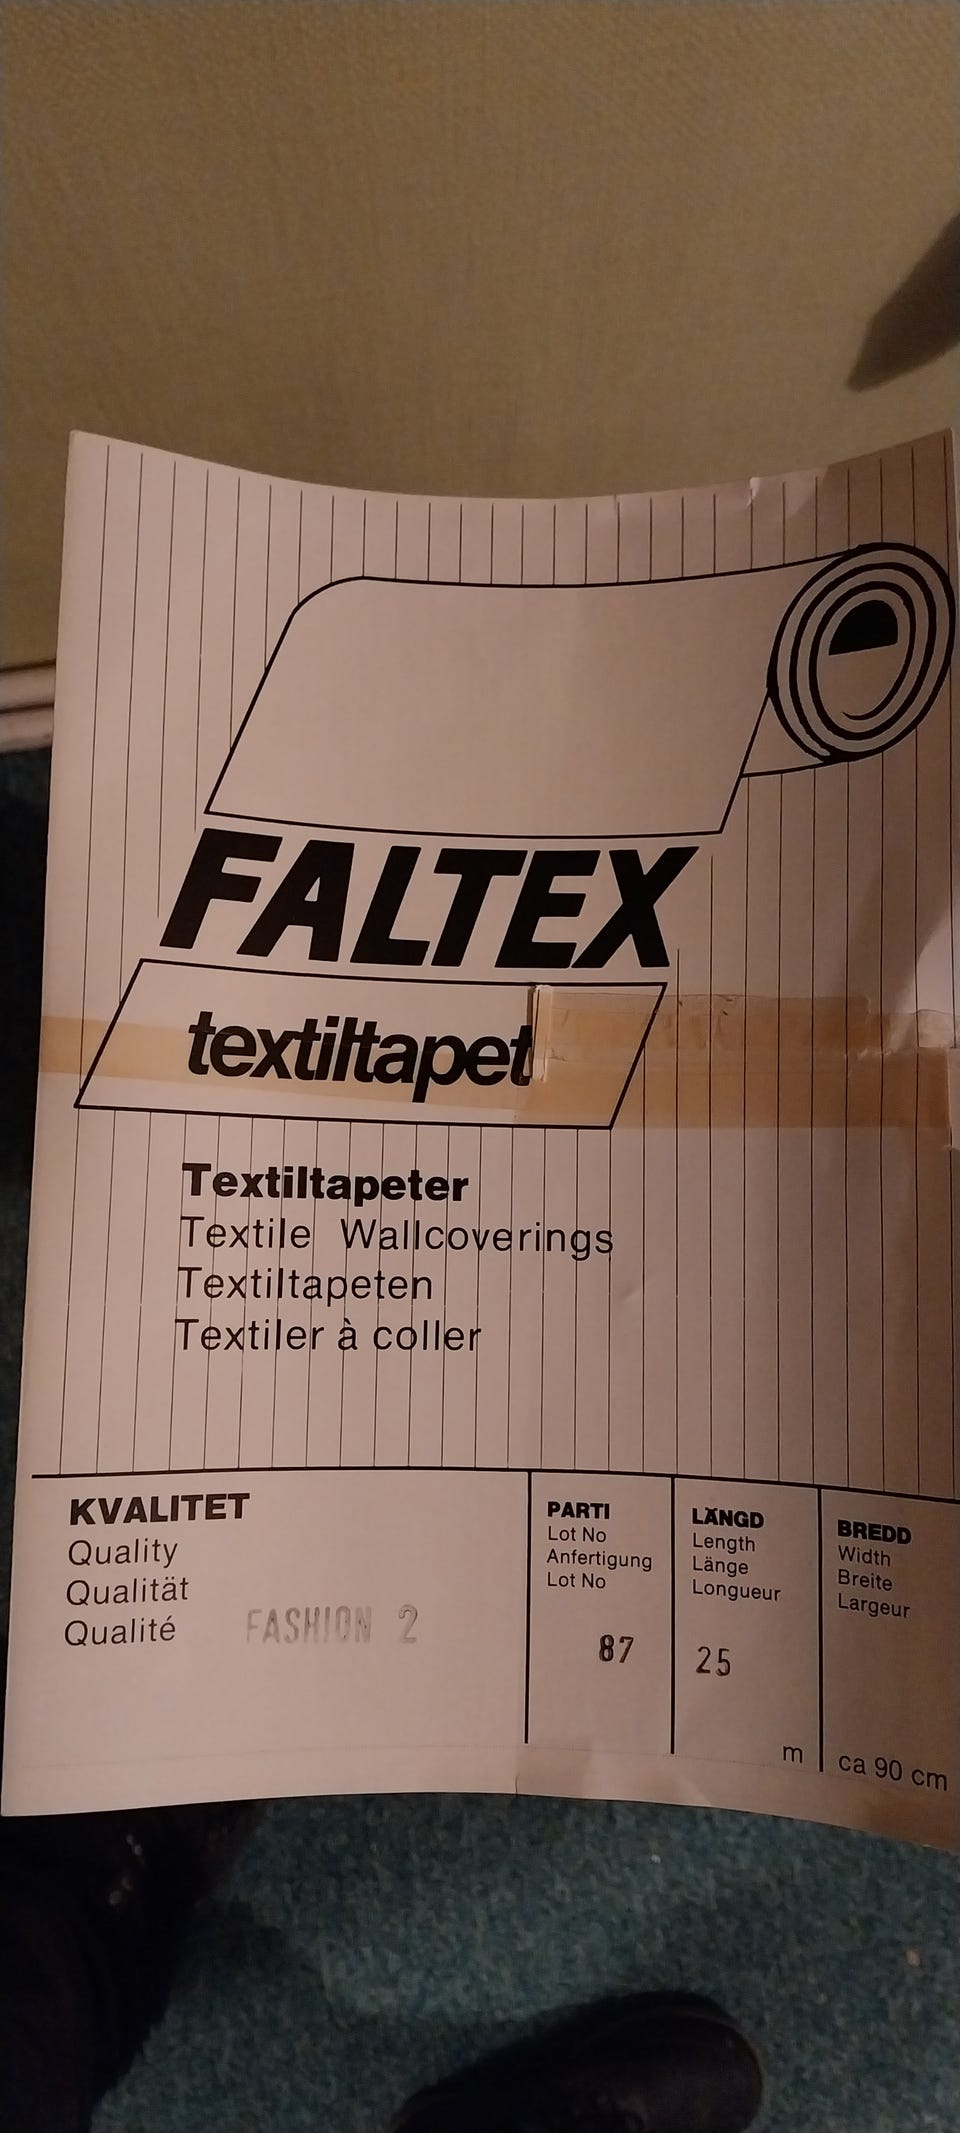 FALTEX
textiltapet
Textiltapeter
Textile Wallcoverings
Textiltapeten
Textiler à coller
KVALITET
Quality
Qualität
Qualité
FASHION 2
PARTI
Lot No
Anfertigung
Lot No
87
LÄNGD
Length
Länge
Longueur
25
m
BREDD
Width
Breite
Largeur
ca 90 cm